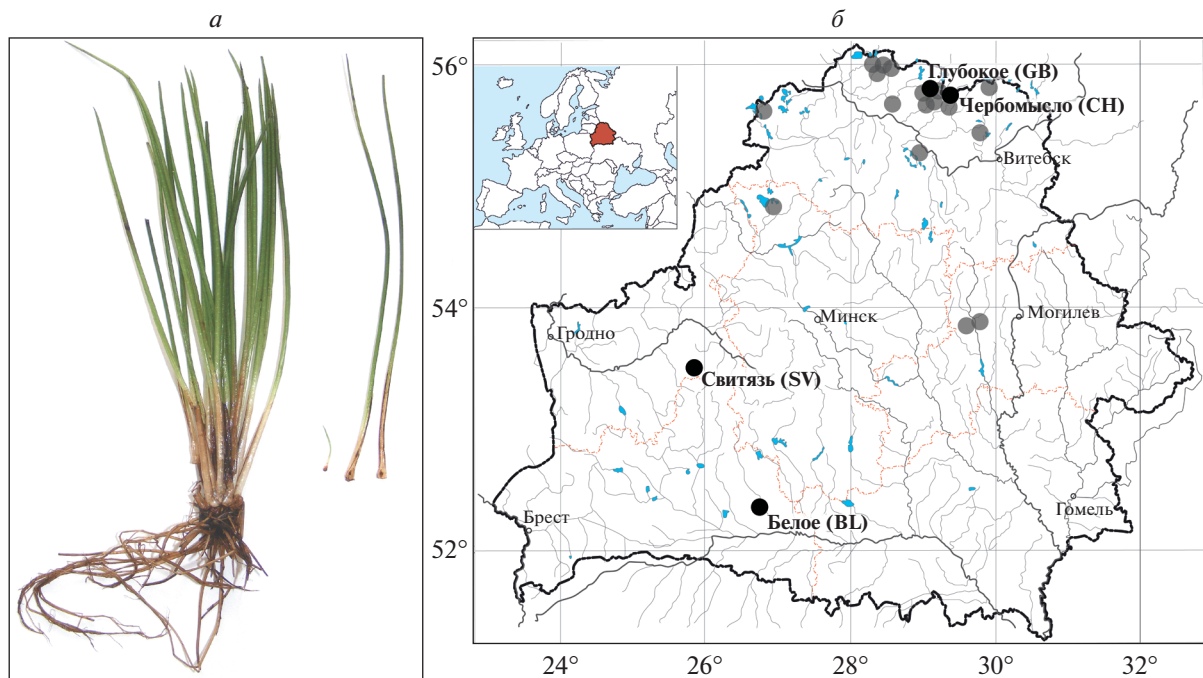 а
б
56°
54°
52°
24°
26°
28°
30°
32°
Глубокое (GB)
Чербомысло (CH)
Витебск
Минск
Могилев
Гродно
Свитязь (SV)
Белое (BL)
Гомель
Брест